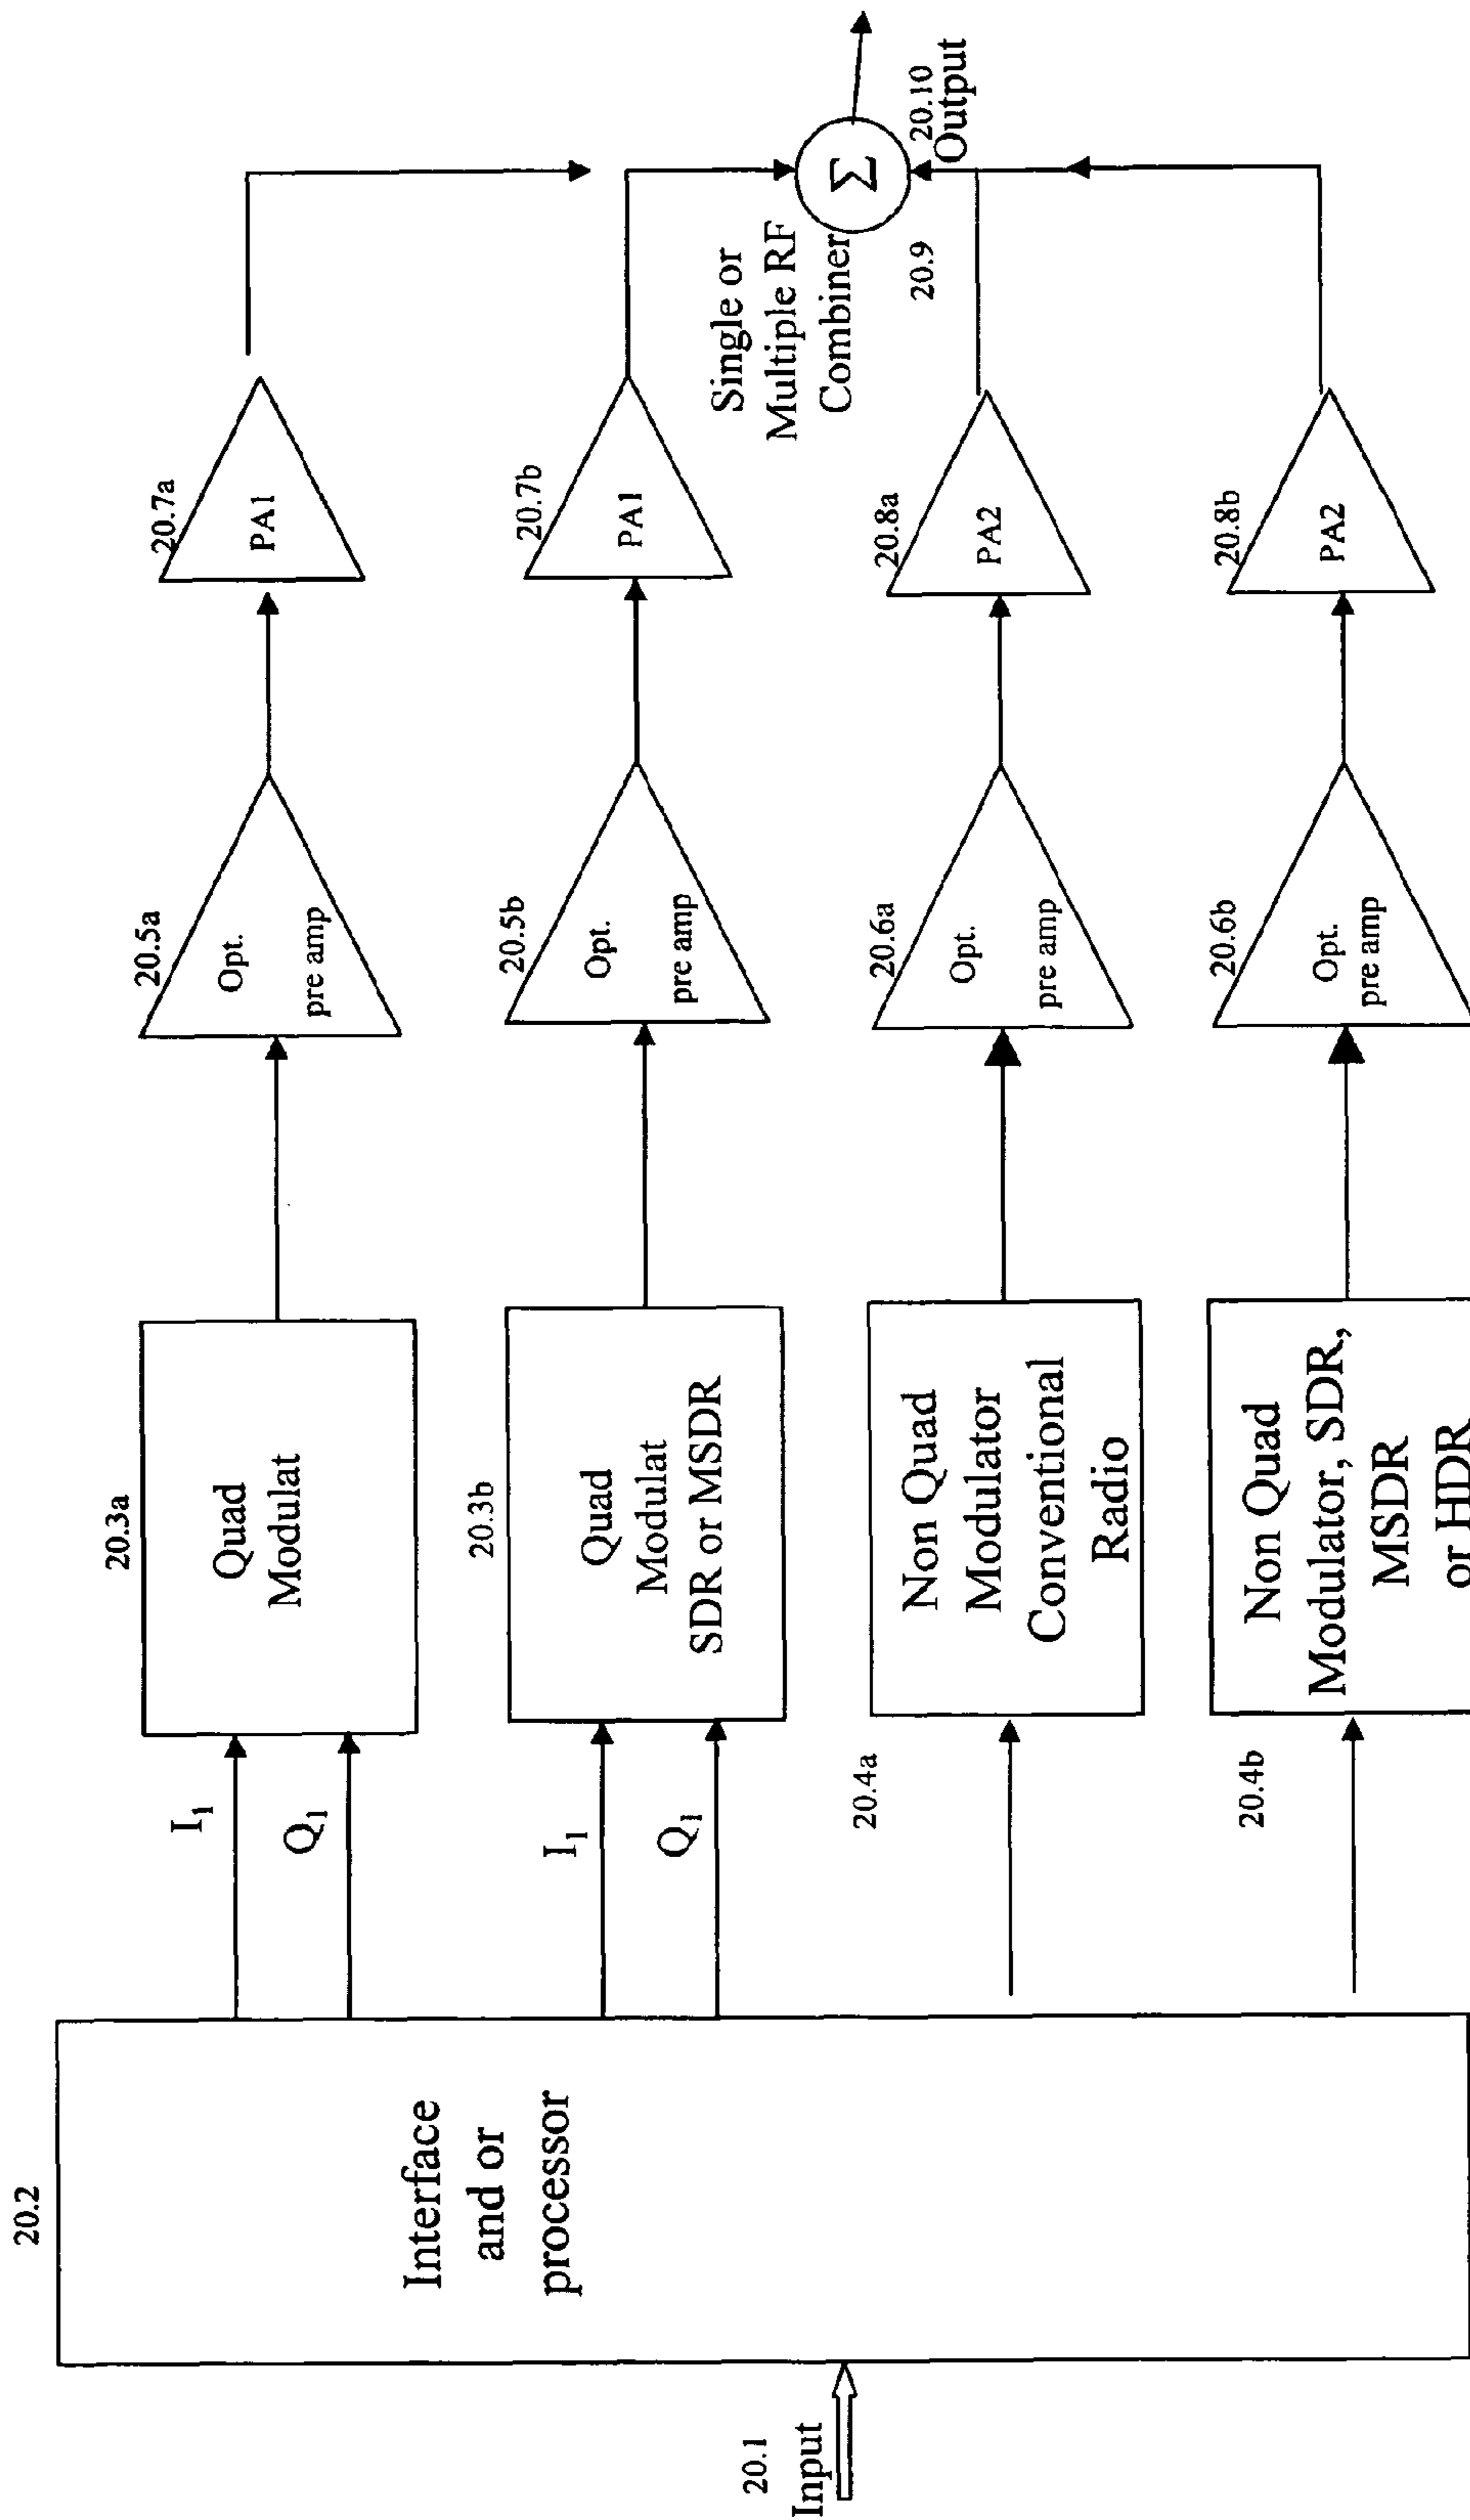 20.1
Input
20.2
Interface
and or
processor
I1
Q1
20.3a
Quad
Modulat
20.5a
Opt.
pre amp
20.7a
PA1
I1
Q1
20.3b
Quad
Modulat
SDR or MSDR
20.5b
Opt.
pre amp
20.7b
PA1
20.4a
Non Quad
Modulator
Conventional
Radio
20.6a
Opt.
pre amp
20.8a
PA2
20.4b
Non Quad
Modulator, SDR,
MSDR
or HDR
20.6b
Opt.
pre amp
20.8b
PA2
Single or
Multiple RF
Combiner
20.9
Σ
20.10
Output